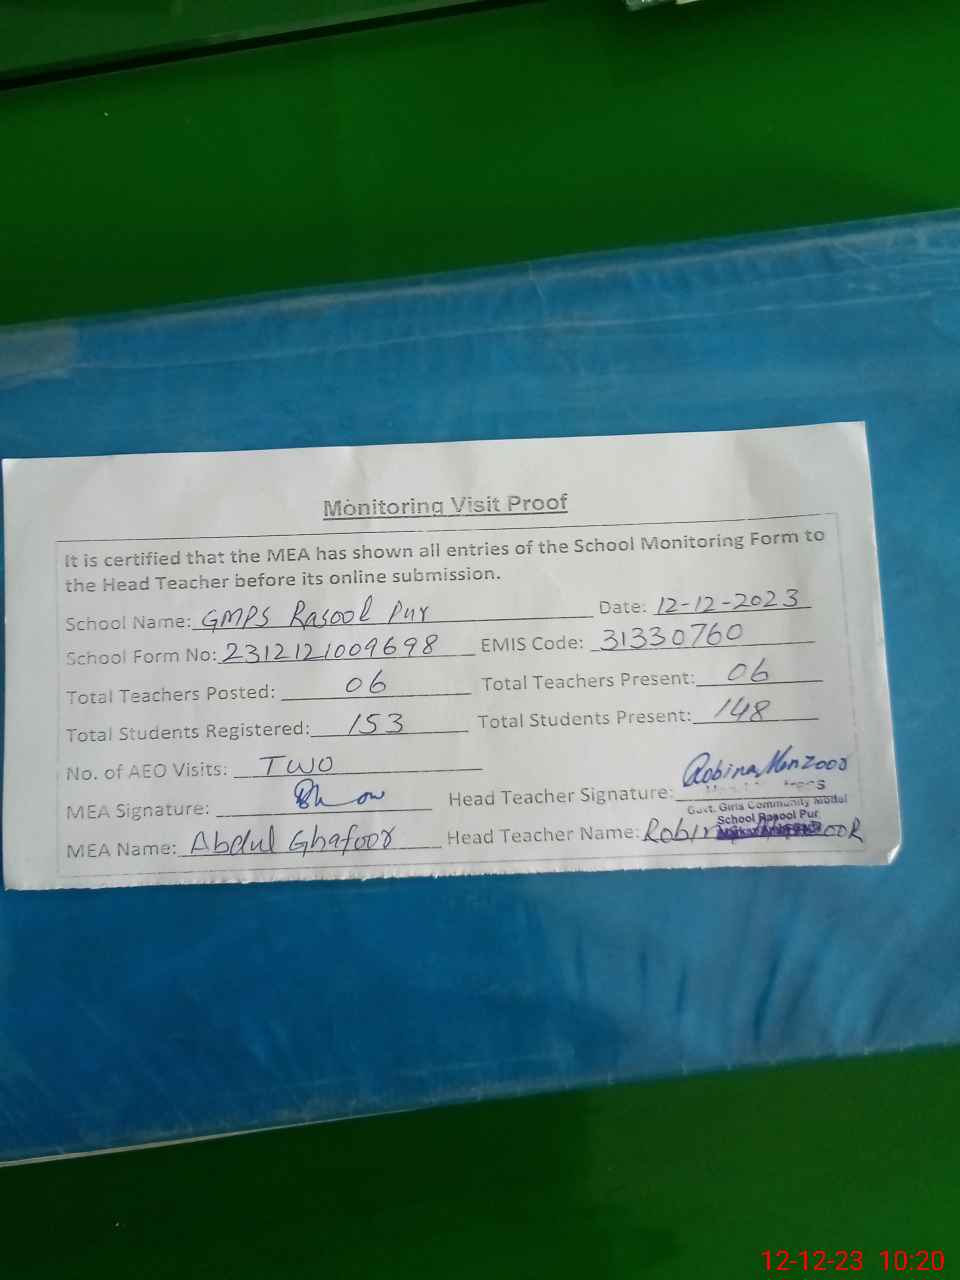 Monitoring Visit Proof
It is certified that the MEA has shown all entries of the School Monitoring Form to
the Head Teacher before its online submission.
School Name: GMPS Rasool Pur Date: 12-12-2023
School Form No: 2312121009698 EMIS Code: 31330760
Total Teachers Posted: 06 Total Teachers Present: 06
Total Students Registered: 153 Total Students Present: 148
No. of AEO Visits: Two
MEA Signature: Head Teacher Signature: Robina Manzoor
Govt. Girls Community Model
School Rasool Pur
MEA Name: Abdul Ghafoor Head Teacher Name:
12-12-23 10:20